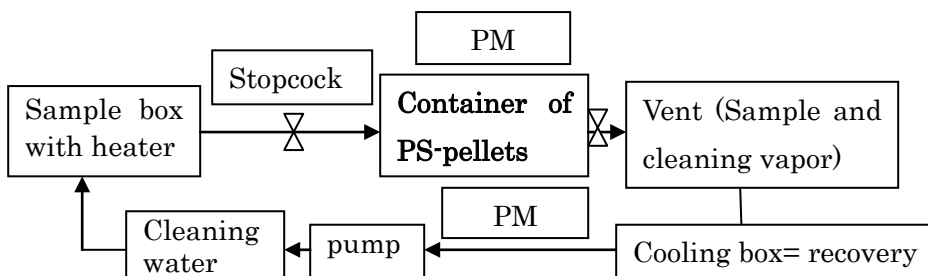 PM
Stopcock
Sample box
with heater
Container of
PS-pellets
Vent (Sample and
cleaning vapor)
PM
Cleaning
water
pump
Cooling box= recovery